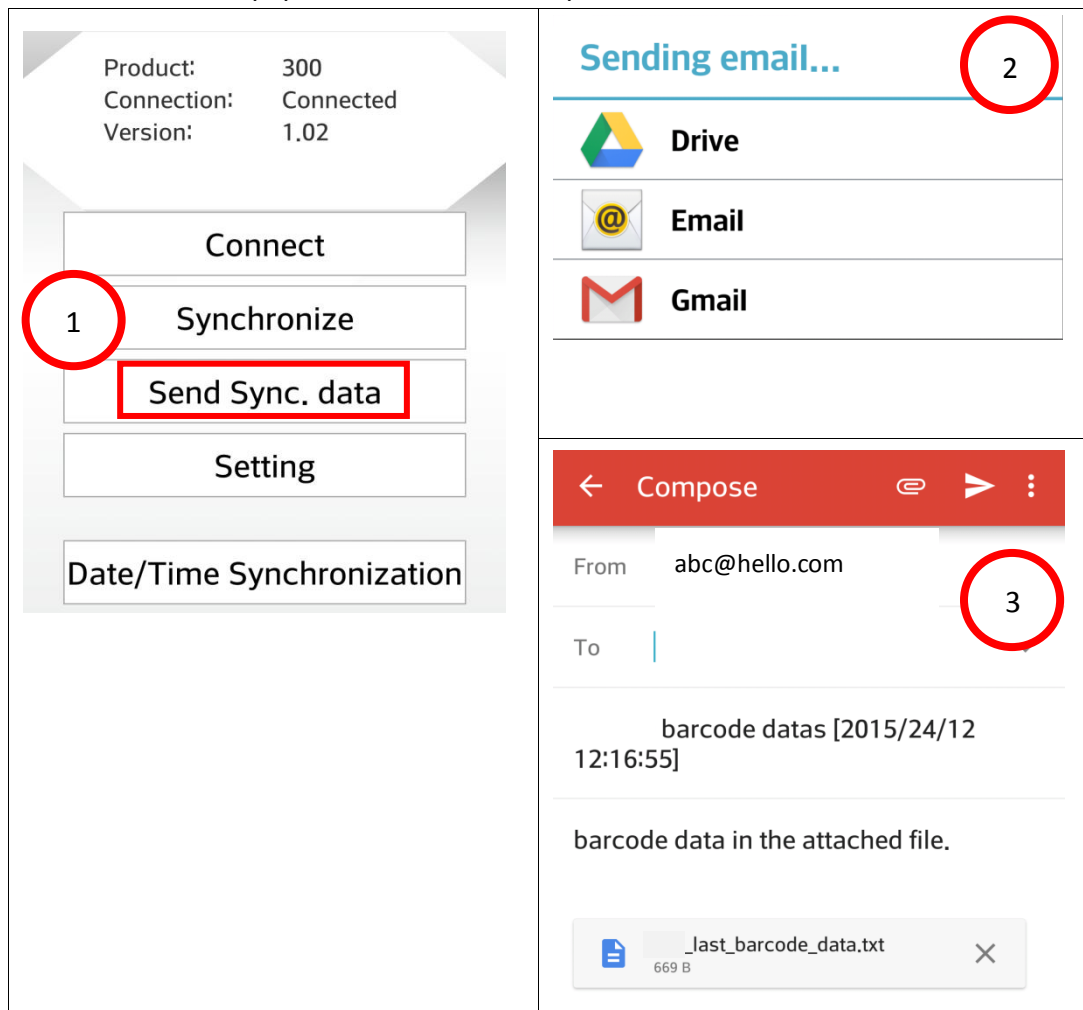 Product: 300
Connection: Connected
Version: 1.02
Connect
1
Synchronize
Send Sync. data
Setting
Date/Time Synchronization
Sending email...
2
Drive
Email
Gmail
Compose
From abc@hello.com
3
To
barcode datas [2015/24/12
12:16:55]
barcode data in the attached file.
_last_barcode_data.txt
669 B